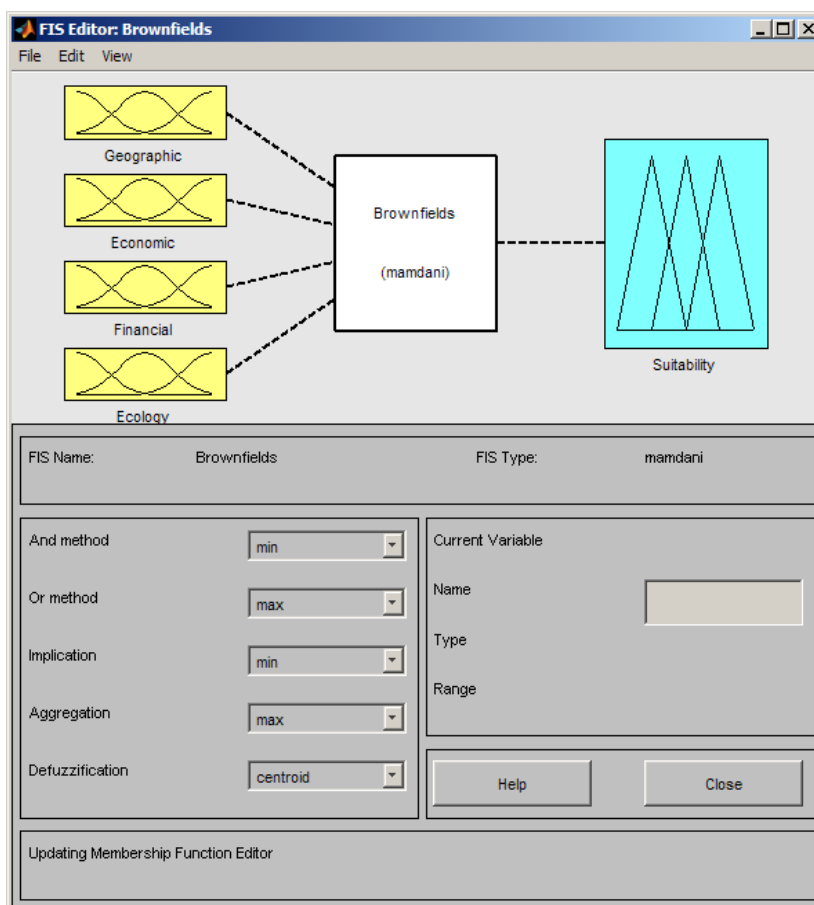 FIS Editor: Brownfields
File Edit View
Geographic
Economic
Financial
Ecology
Brownfields
(mamdani)
Suitability
FIS Name: Brownfields FIS Type: mamdani
And method min
Or method max
Implication min
Aggregation max
Defuzzification centroid
Current Variable
Name
Type
Range
Help Close
Updating Membership Function Editor